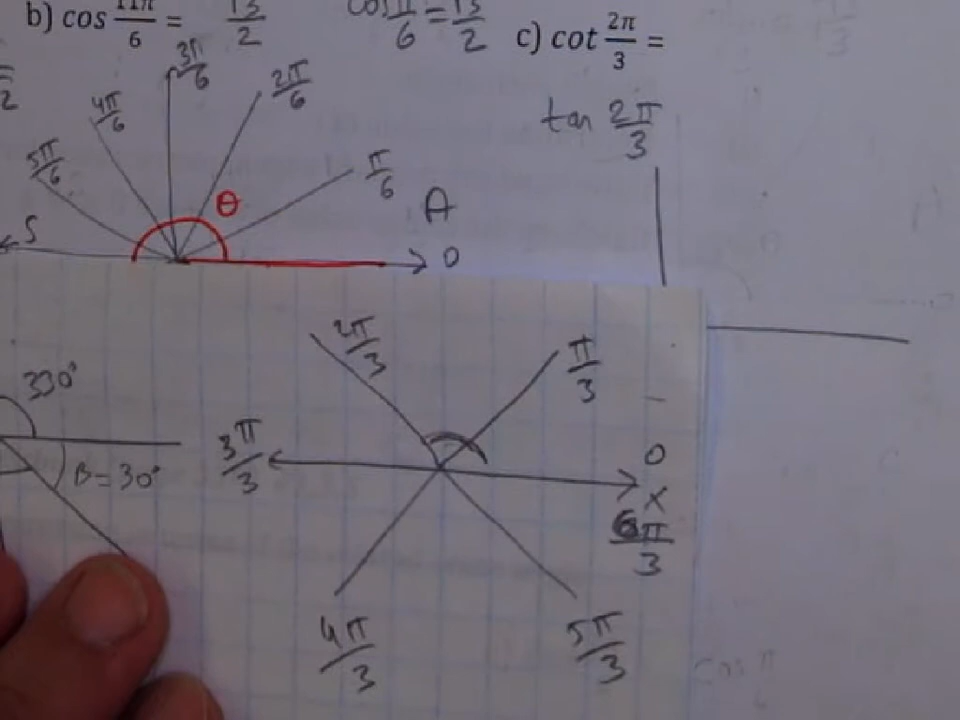 b) cos 11π/6 = √3/2
cos π/6 = √3/2
c) cot 2π/3 =
tan 2π/3
3π/6
2π/6
4π/6
5π/6
π/6
θ
A
S
0
2π/3
π/3
330°
3π/3
0
B = 30°
X
6π/3
4π/3
5π/3